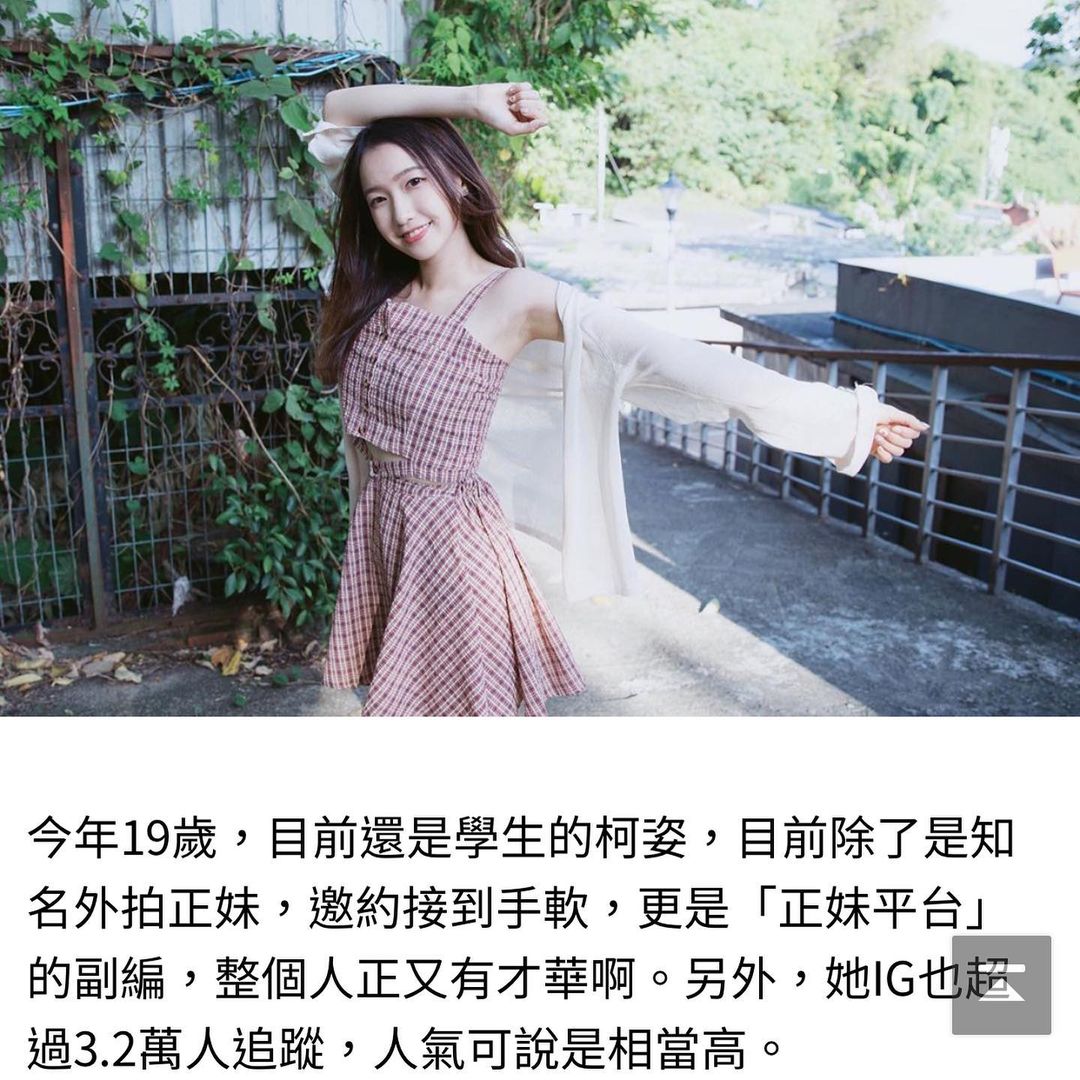 今年19歲，目前還是學生的柯姿，目前除了是知
名外拍正妹，邀約接到手軟，更是「正妹平台」
的副編，整個人正又有才華啊。另外，她IG也超
過3.2萬人追蹤，人氣可說是相當高。